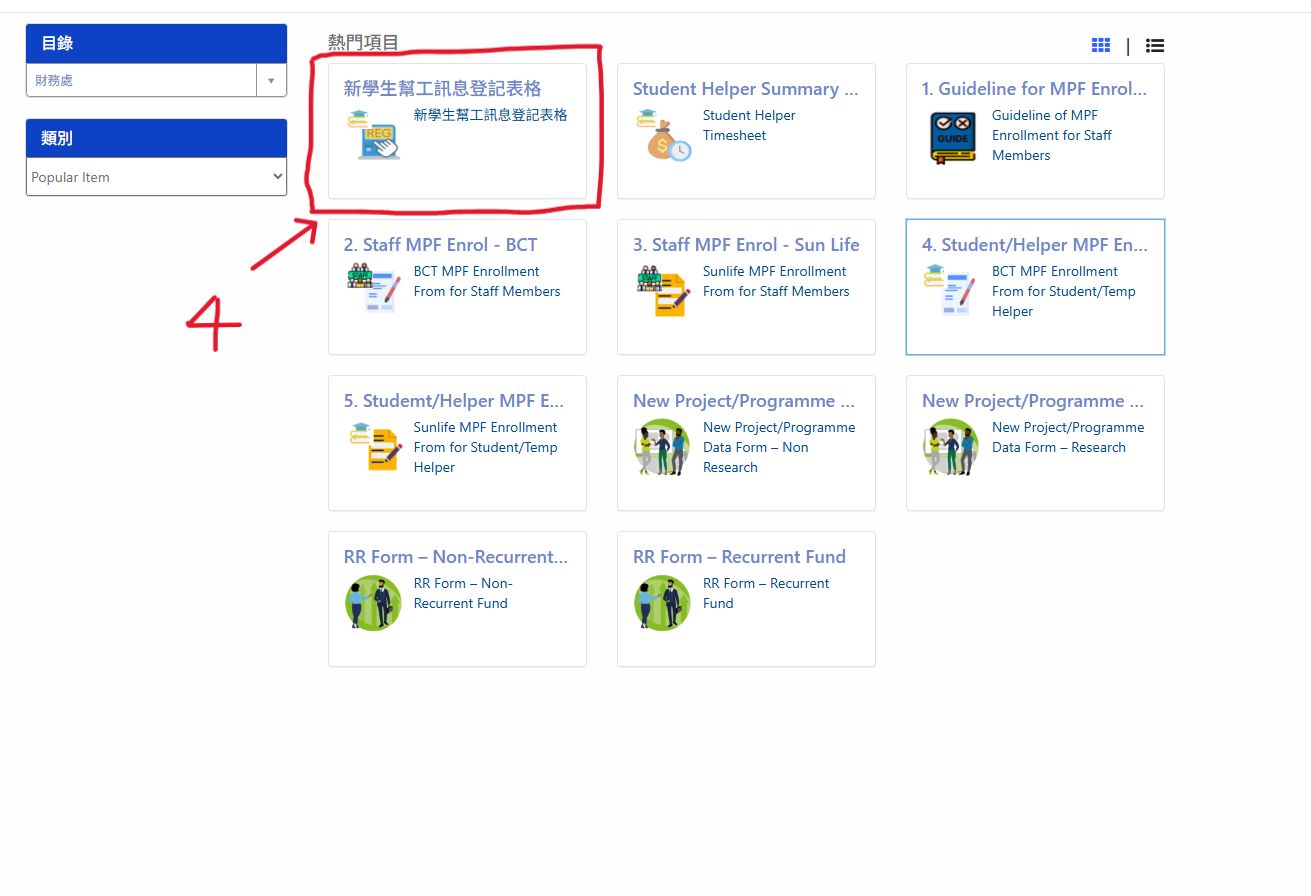 目錄
財務處
類別
Popular Item
熱門項目
|
新學生幫工訊息登記表格
新學生幫工訊息登記表格
REG
Student Helper Summary ...
Student Helper
Timesheet
1. Guideline for MPF Enrol...
Guideline of MPF
Enrollment for Staff
Members
GUIDE
4
2. Staff MPF Enrol - BCT
BCT MPF Enrollment
From for Staff Members
STAFF
3. Staff MPF Enrol - Sun Life
Sunlife MPF Enrollment
From for Staff Members
STAFF
4. Student/Helper MPF En...
BCT MPF Enrollment
From for Student/Temp
Helper
5. Studemt/Helper MPF E...
Sunlife MPF Enrollment
From for Student/Temp
Helper
New Project/Programme ...
New Project/Programme
Data Form – Non
Research
New Project/Programme ...
New Project/Programme
Data Form – Research
RR Form – Non-Recurrent...
RR Form – Non-
Recurrent Fund
RR Form – Recurrent Fund
RR Form – Recurrent
Fund